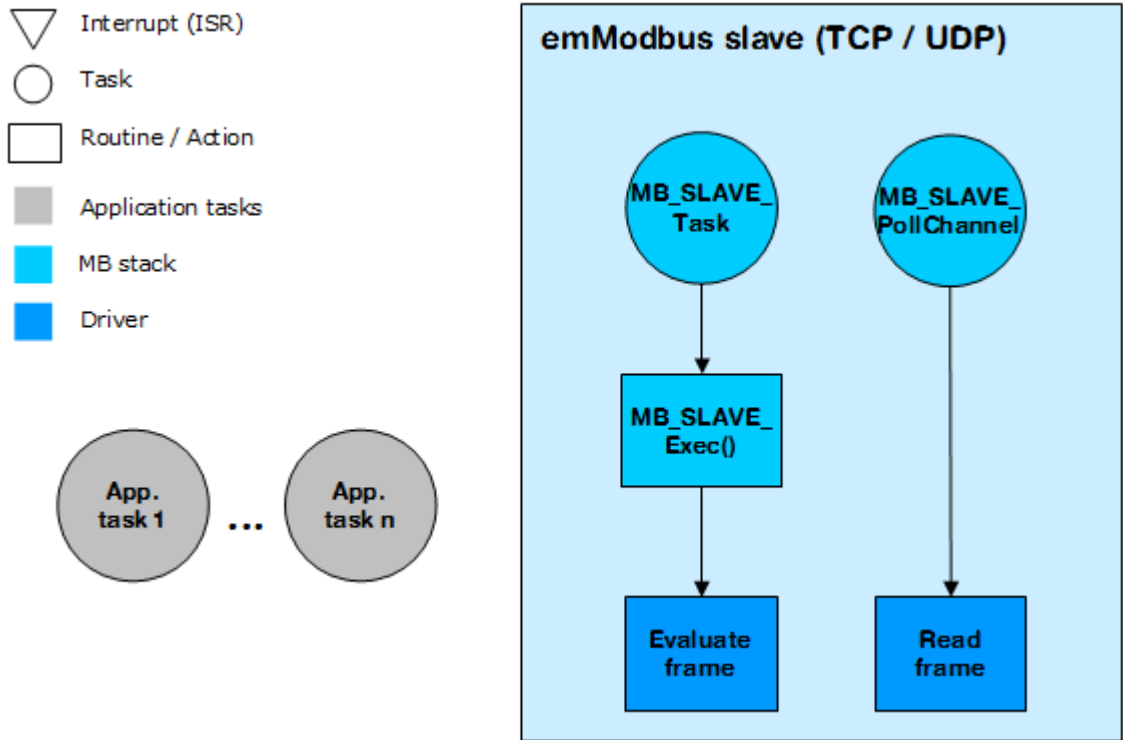 Interrupt (ISR)
Task
Routine / Action
Application tasks
MB stack
Driver
App.
task 1
...
App.
task n
emModbus slave (TCP / UDP)
MB_SLAVE_
Task
MB_SLAVE_
PollChannel
MB_SLAVE_
Exec()
Evaluate
frame
Read
frame